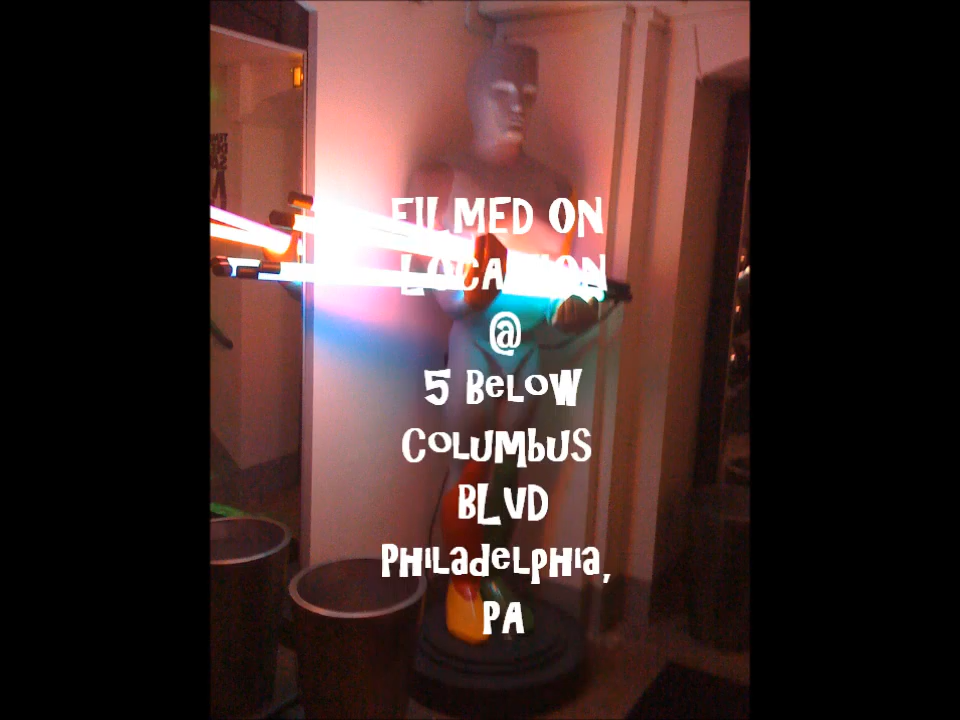 FILMED ON
LOCATION
@
5 BELOW
COLUMBUS
BLVD
PHILADELPHIA,
PA